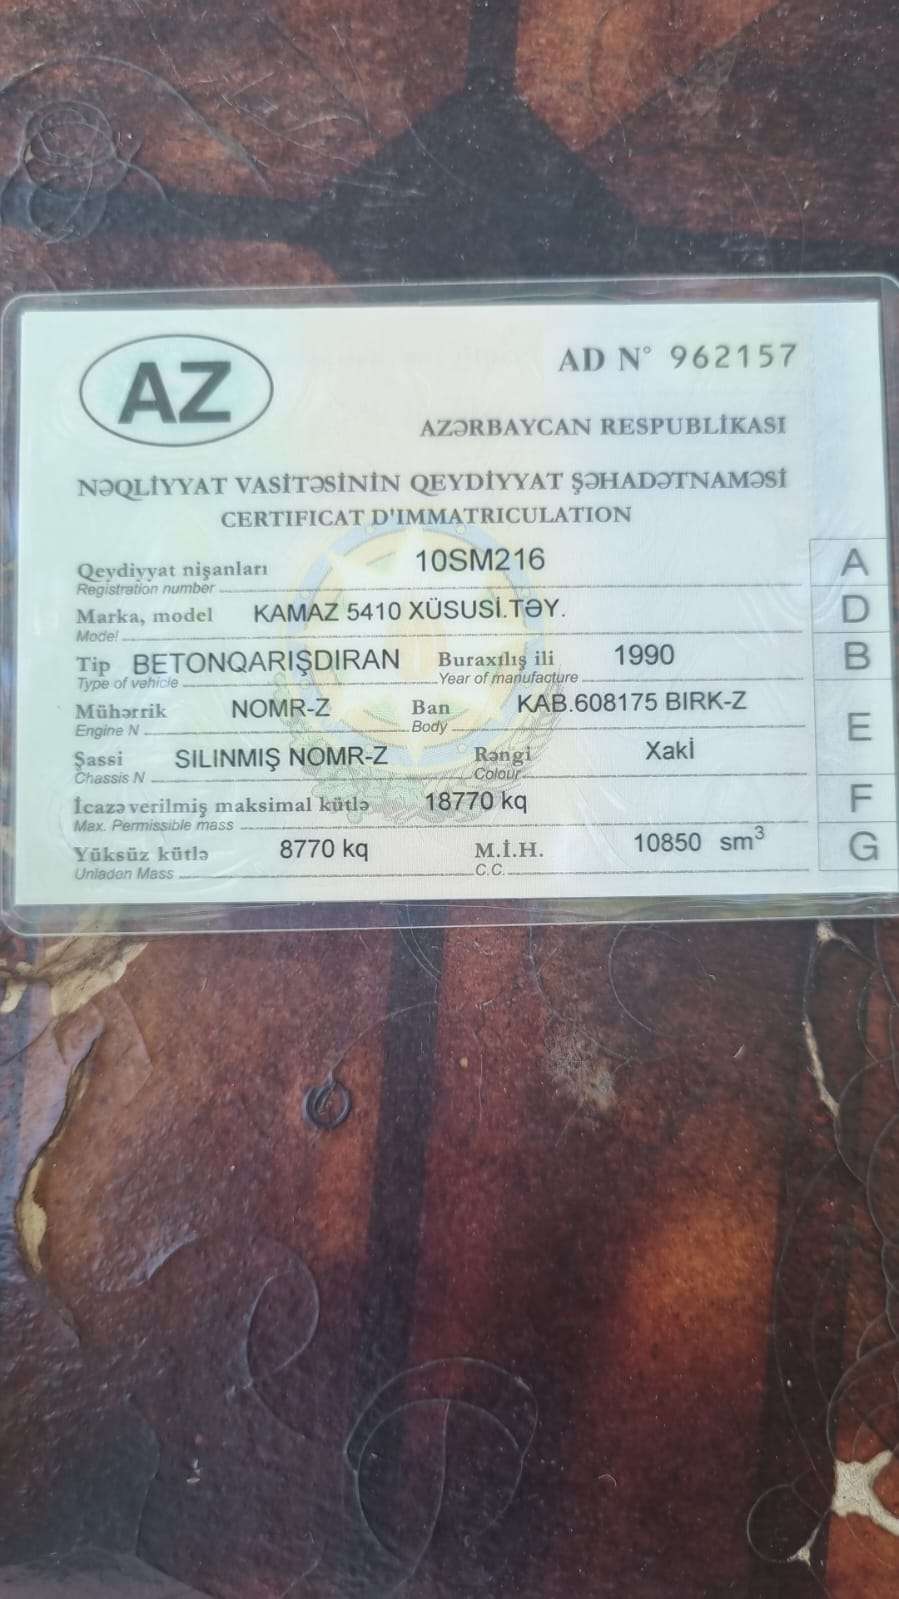 AZ
AD N° 962157
AZƏRBAYCAN RESPUBLİKASI
NƏQLİYYAT VASİTƏSİNİN QEYDİYYAT ŞƏHADƏTNAMƏSİ
CERTIFICAT D'IMMATRICULATION
Qeydiyyat nişanları 10SM216 A
Registration number
Marka, model KAMAZ 5410 XÜSUSİ.TƏY. D
Model
Tip BETONQARIŞDIRAN Buraxılış ili 1990 B
Type of vehicle Year of manufacture
Mühərrik NOMR-Z Ban KAB.608175 BIRK-Z E
Engine N Body
Şassi SILINMIŞ NOMR-Z Rəngi Xakİ
Chassis N Colour
İcazə verilmiş maksimal kütlə 18770 kq F
Max. Permissible mass
Yüksüz kütlə 8770 kq M.İ.H. 10850 sm³ G
Unladen Mass C.C.